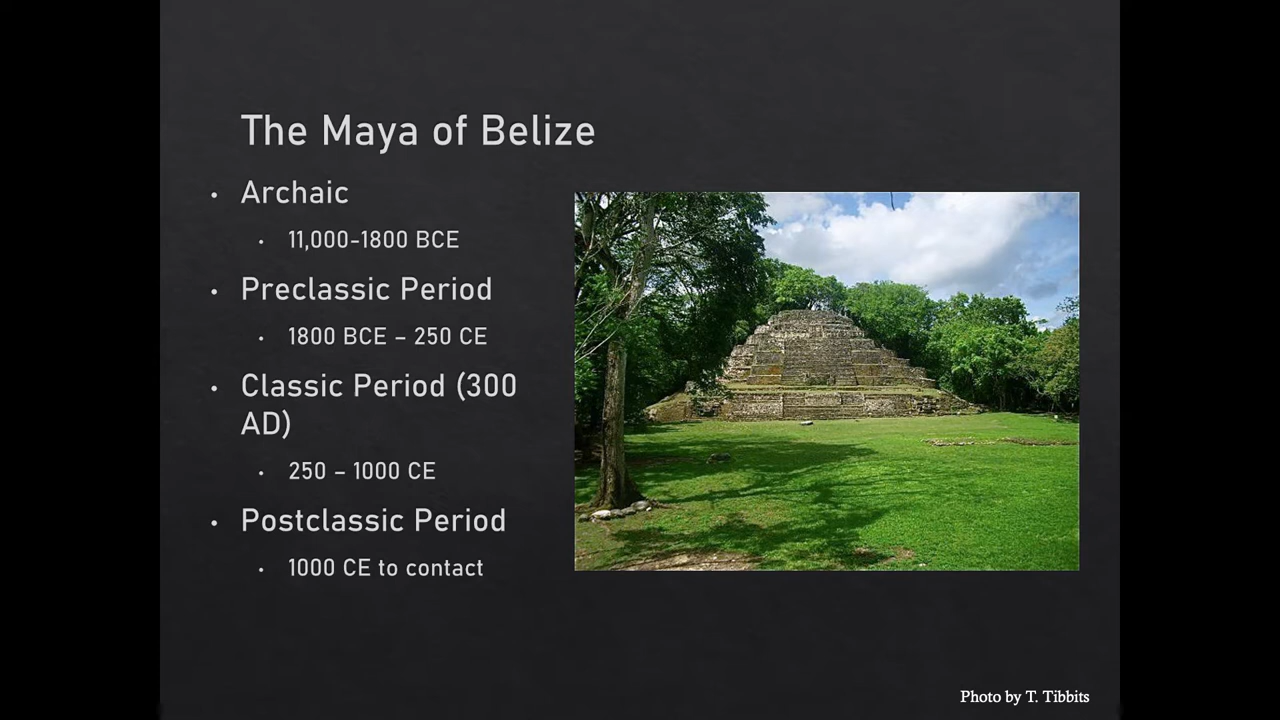 The Maya of Belize
• Archaic
• 11,000-1800 BCE
• Preclassic Period
• 1800 BCE – 250 CE
• Classic Period (300
AD)
• 250 – 1000 CE
• Postclassic Period
• 1000 CE to contact
Photo by T. Tibbits